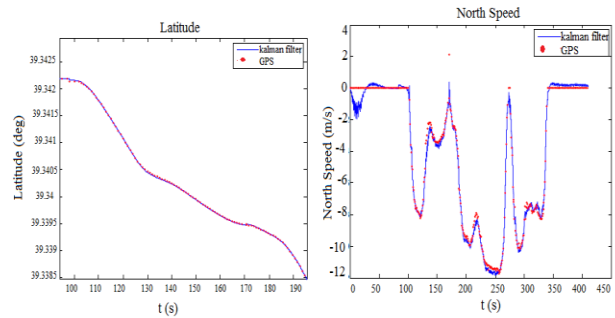 Latitude
kalman filter
GPS
39.3425
39.342
39.3415
39.341
39.3405
39.34
39.3395
39.339
39.3385
Latitude (deg)
100 110 120 130 140 150 160 170 180 190
t (s)
North Speed
kalman filter
GPS
4
2
0
-2
-4
-6
-8
-10
-12
North Speed (m/s)
0 50 100 150 200 250 300 350 400 450
t (s)